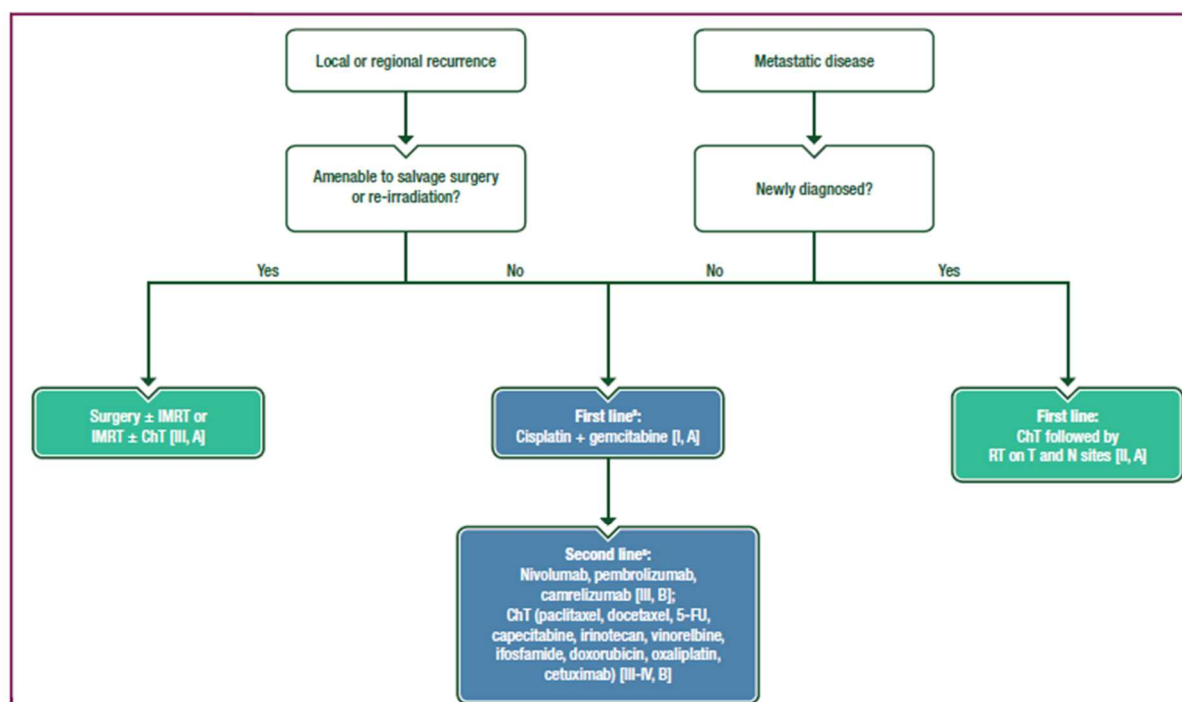 Local or regional recurrence
Metastatic disease
Amenable to salvage surgery
or re-irradiation?
Newly diagnosed?
Yes
No
No
Yes
Surgery ± IMRT or
IMRT ± ChT [III, A]
First lineª:
Cisplatin + gemcitabine [I, A]
First line:
ChT followed by
RT on T and N sites [II, A]
Second lineª:
Nivolumab, pembrolizumab,
camrelizumab [III, B];
ChT (paclitaxel, docetaxel, 5-FU,
capecitabine, irinotecan, vinorelbine,
ifosfamide, doxorubicin, oxaliplatin,
cetuximab) [III-IV, B]